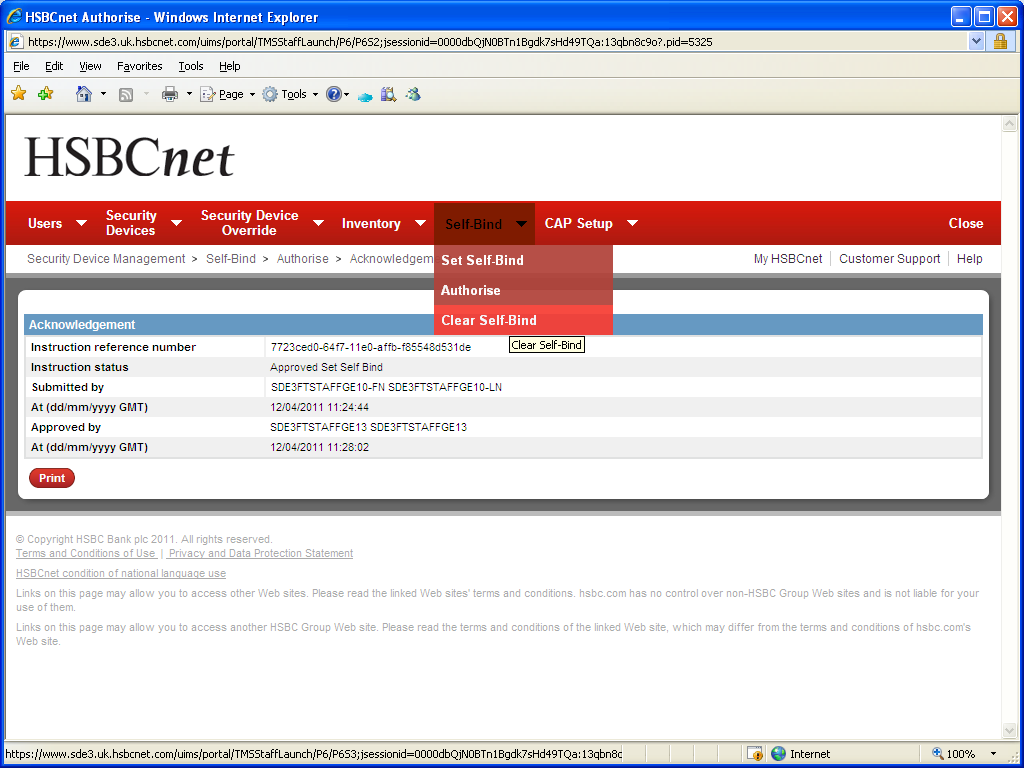 HSBCnet Authorise - Windows Internet Explorer
https://www.sde3.uk.hsbcnet.com/uims/portal/TMSStaffLaunch/P6/P6S2;jsessionid=0000dbQjN0BTn1Bgdk7sHd49TQa:13qbn8c9o?.pid=5325
File Edit View Favorites Tools Help
Page Tools
HSBCnet
Users Security Devices Security Device Override Inventory Self-Bind CAP Setup Close
Security Device Management > Self-Bind > Authorise > Acknowledgem My HSBCnet Customer Support Help
Set Self-Bind
Authorise
Clear Self-Bind
Clear Self-Bind
Acknowledgement
Instruction reference number 7723ced0-64f7-11e0-affb-f85548d531de
Instruction status Approved Set Self Bind
Submitted by SDE3FTSTAFFGE10-FN SDE3FTSTAFFGE10-LN
At (dd/mm/yyyy GMT) 12/04/2011 11:24:44
Approved by SDE3FTSTAFFGE13 SDE3FTSTAFFGE13
At (dd/mm/yyyy GMT) 12/04/2011 11:28:02
Print
© Copyright HSBC Bank plc 2011. All rights reserved.
Terms and Conditions of Use | Privacy and Data Protection Statement
HSBCnet condition of national language use
Links on this page may allow you to access other Web sites. Please read the linked Web sites' terms and conditions. hsbc.com has no control over non-HSBC Group Web sites and is not liable for your
use of them.
Links on this page may allow you to access another HSBC Group Web site. Please read the terms and conditions of the linked Web site, which may differ from the terms and conditions of hsbc.com's
Web site.
https://www.sde3.uk.hsbcnet.com/uims/portal/TMSStaffLaunch/P6/P6S3;jsessionid=0000dbQjN0BTn1Bgdk7sHd49TQa:13qbn8c Internet 100%